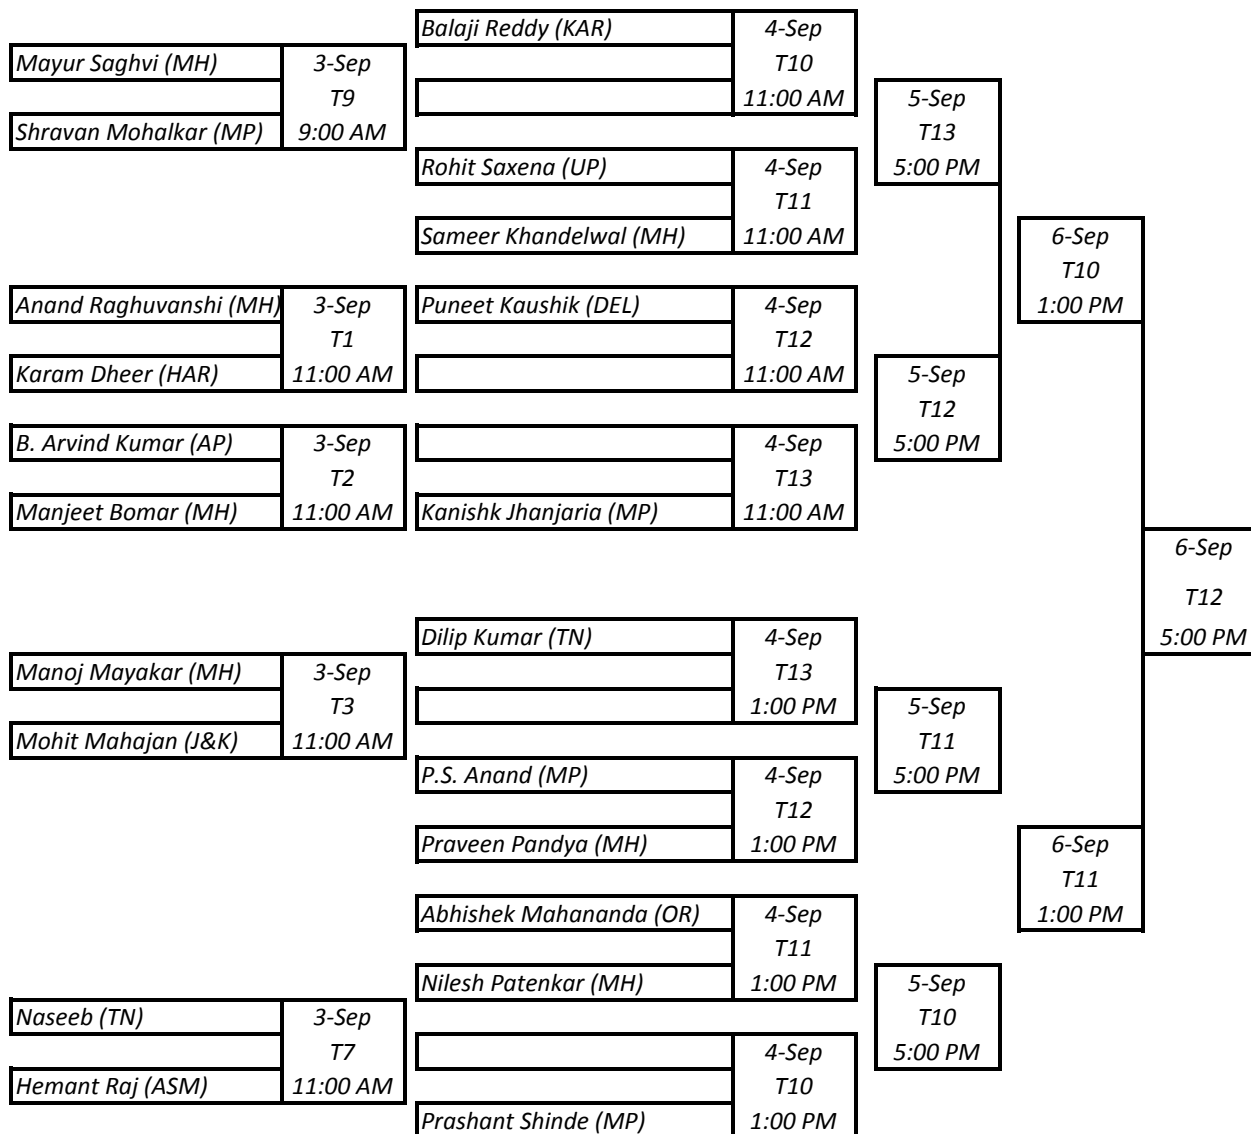 Balaji Reddy (KAR) 4-Sep
Mayur Saghvi (MH) 3-Sep T10
T9 11:00 AM 5-Sep
Shravan Mohalkar (MP) 9:00 AM T13
Rohit Saxena (UP) 4-Sep 5:00 PM
T11
Sameer Khandelwal (MH) 11:00 AM 6-Sep
T10
Anand Raghuvanshi (MH) 3-Sep Puneet Kaushik (DEL) 4-Sep 1:00 PM
T1 T12
Karam Dheer (HAR) 11:00 AM 11:00 AM 5-Sep
T12
B. Arvind Kumar (AP) 3-Sep 4-Sep 5:00 PM
T2 T13
Manjeet Bomar (MH) 11:00 AM Kanishk Jhanjaria (MP) 11:00 AM
6-Sep
T12
Dilip Kumar (TN) 4-Sep 5:00 PM
Manoj Mayakar (MH) 3-Sep T13
T3 1:00 PM 5-Sep
Mohit Mahajan (J&K) 11:00 AM T11
P.S. Anand (MP) 4-Sep 5:00 PM
T12
Praveen Pandya (MH) 1:00 PM 6-Sep
T11
Abhishek Mahananda (OR) 4-Sep 1:00 PM
T11
Nilesh Patenkar (MH) 1:00 PM 5-Sep
Naseeb (TN) 3-Sep T10
T7 4-Sep 5:00 PM
Hemant Raj (ASM) 11:00 AM T10
Prashant Shinde (MP) 1:00 PM